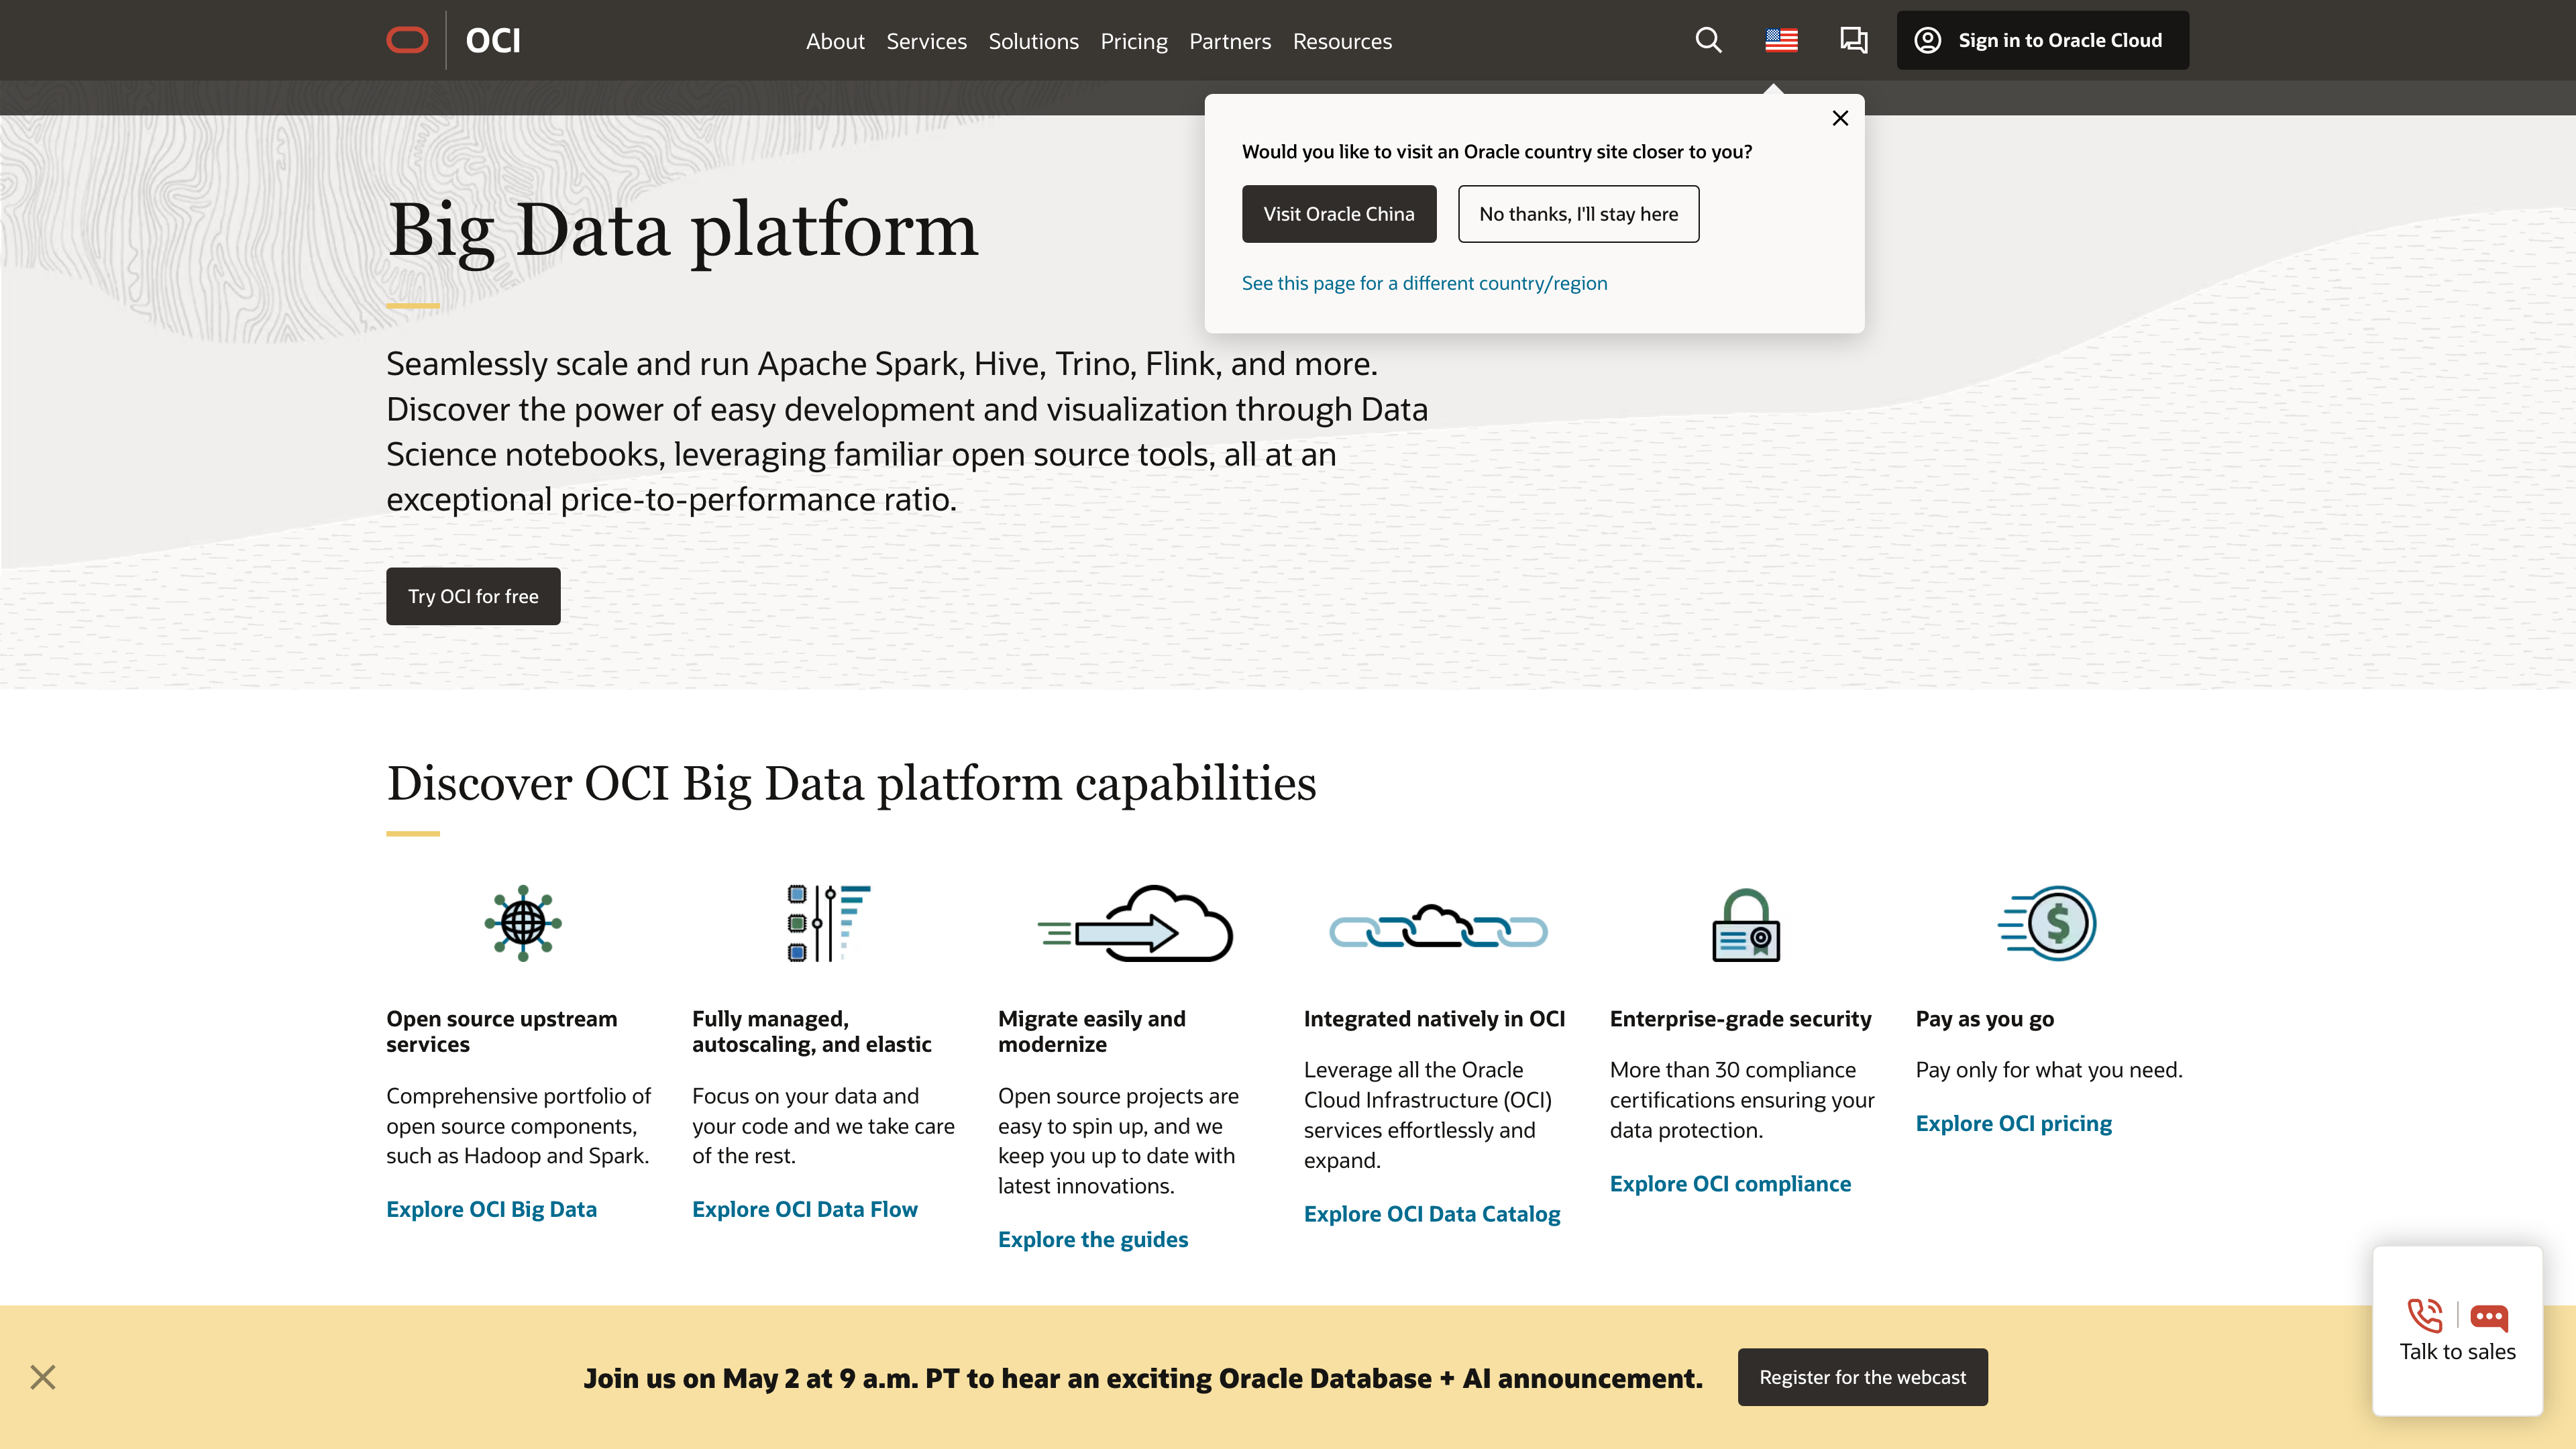 OCI
About
Services
Solutions
Pricing
Partners
Resources
Sign in to Oracle Cloud
Would you like to visit an Oracle country site closer to you?
Visit Oracle China
No thanks, I'll stay here
See this page for a different country/region
Big Data platform
Seamlessly scale and run Apache Spark, Hive, Trino, Flink, and more.
Discover the power of easy development and visualization through Data
Science notebooks, leveraging familiar open source tools, all at an
exceptional price-to-performance ratio.
Try OCI for free
Discover OCI Big Data platform capabilities
Open source upstream
services
Comprehensive portfolio of
open source components,
such as Hadoop and Spark.
Explore OCI Big Data
Fully managed,
autoscaling, and elastic
Focus on your data and
your code and we take care
of the rest.
Explore OCI Data Flow
Migrate easily and
modernize
Open source projects are
easy to spin up, and we
keep you up to date with
latest innovations.
Explore the guides
Integrated natively in OCI
Leverage all the Oracle
Cloud Infrastructure (OCI)
services effortlessly and
expand.
Explore OCI Data Catalog
Enterprise-grade security
More than 30 compliance
certifications ensuring your
data protection.
Explore OCI compliance
$
Pay as you go
Pay only for what you need.
Explore OCI pricing
Join us on May 2 at 9 a.m. PT to hear an exciting Oracle Database + AI announcement.
Register for the webcast
Talk to sales